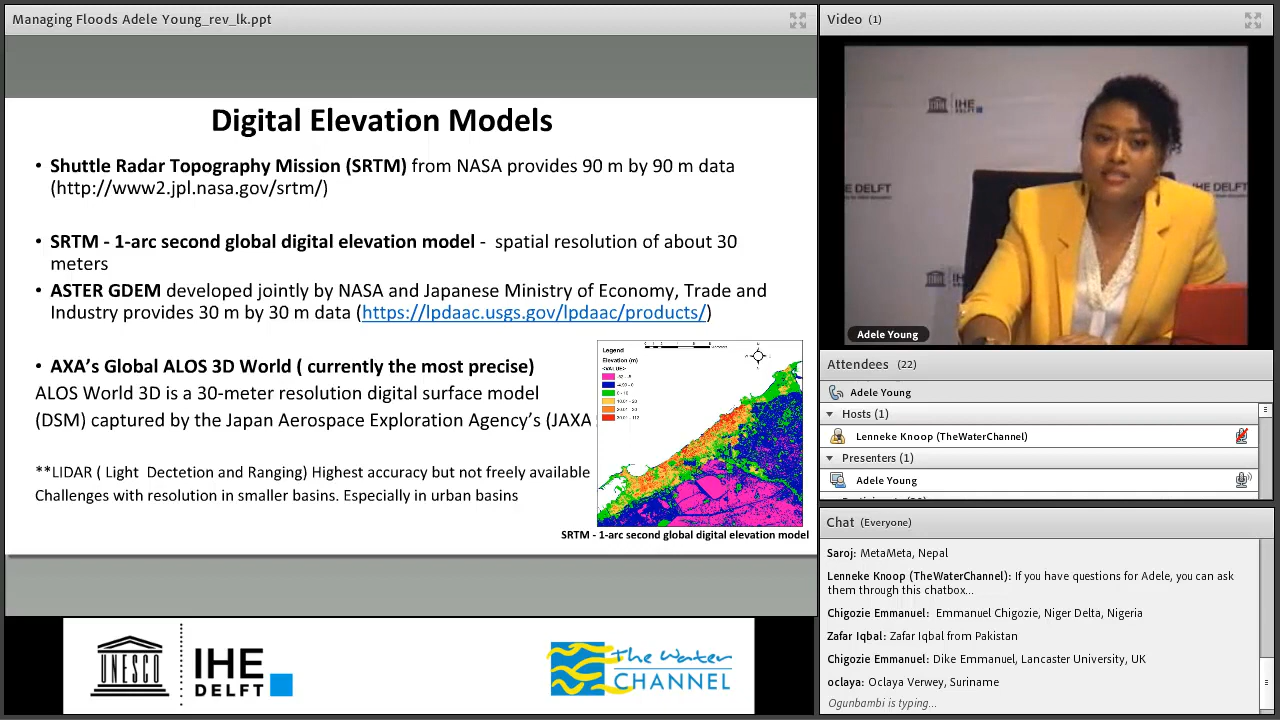 Managing Floods Adele Young_rev_lk.ppt
Digital Elevation Models
• Shuttle Radar Topography Mission (SRTM) from NASA provides 90 m by 90 m data
(http://www2.jpl.nasa.gov/srtm/)
• SRTM - 1-arc second global digital elevation model - spatial resolution of about 30
meters
• ASTER GDEM developed jointly by NASA and Japanese Ministry of Economy, Trade and
Industry provides 30 m by 30 m data (https://lpdaac.usgs.gov/lpdaac/products/)
• AXA's Global ALOS 3D World ( currently the most precise)
ALOS World 3D is a 30-meter resolution digital surface model
(DSM) captured by the Japan Aerospace Exploration Agency's (JAXA
**LIDAR ( Light Dectetion and Ranging) Highest accuracy but not freely available
Challenges with resolution in smaller basins. Especially in urban basins
Legend
Elevation (m)
<VALUE>
SRTM - 1-arc second global digital elevation model
UNESCO
IHE
DELFT
The Water
CHANNEL
Video (1)
IHE
DELFT
IHE DELFT
IHE DELFT
Adele Young
Attendees (22)
Adele Young
Hosts (1)
Lenneke Knoop (TheWaterChannel)
Presenters (1)
Adele Young
Chat (Everyone)
Saroj: MetaMeta, Nepal
Lenneke Knoop (TheWaterChannel): If you have questions for Adele, you can ask
them through this chatbox...
Chigozie Emmanuel: Emmanuel Chigozie, Niger Delta, Nigeria
Zafar Iqbal: Zafar Iqbal from Pakistan
Chigozie Emmanuel: Dike Emmanuel, Lancaster University, UK
oclaya: Oclaya Verwey, Suriname
Ogunbambi is typing...